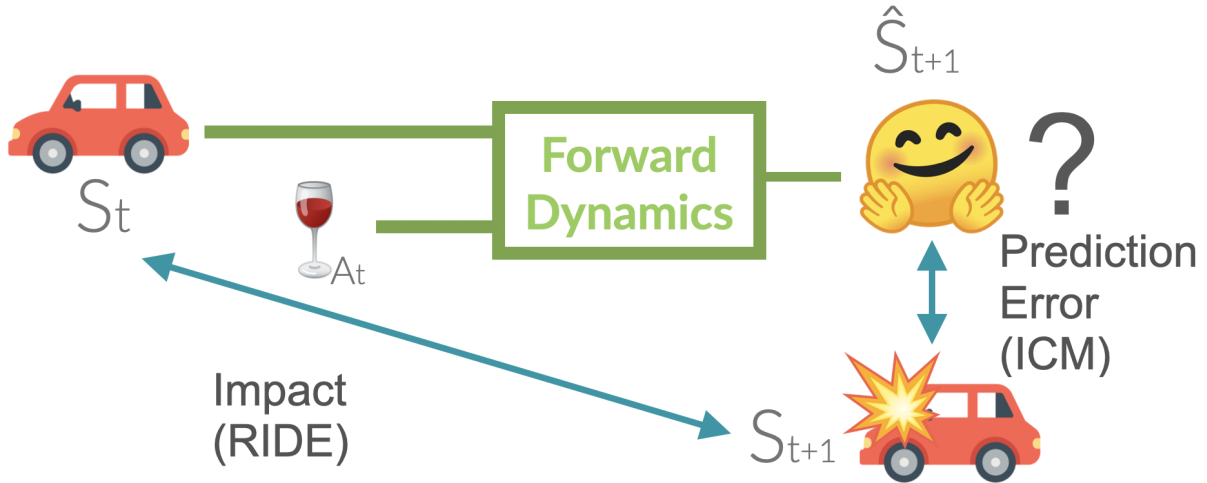 Ŝt+1
Forward
Dynamics
?
St
At
Prediction
Error
(ICM)
Impact
(RIDE)
St+1